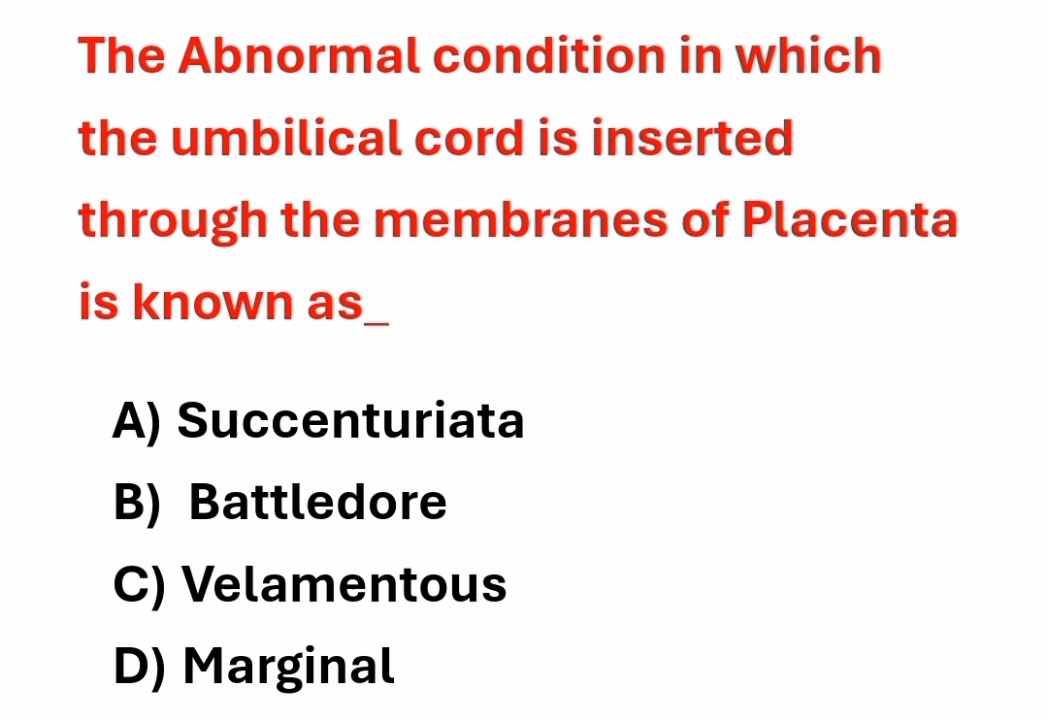 The Abnormal condition in which
the umbilical cord is inserted
through the membranes of Placenta
is known as_
A) Succenturiata
B) Battledore
C) Velamentous
D) Marginal